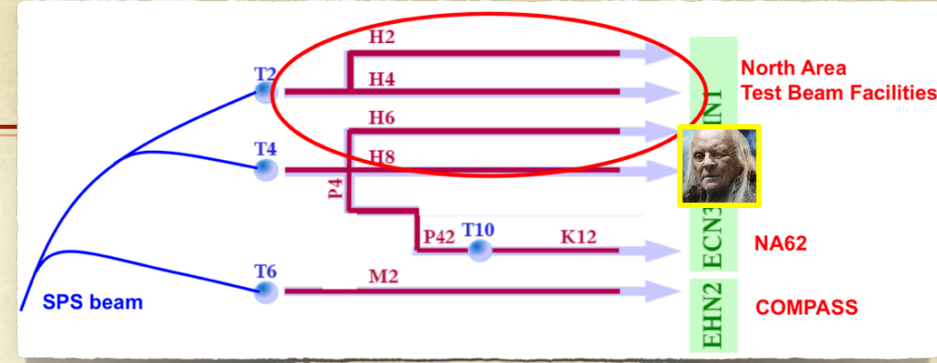 H2
T2
H4
North Area
Test Beam Facilities
H6
T4
H8
P4
P42
T10
K12
ECN3
NA62
T6
M2
SPS beam
EHN2
COMPASS